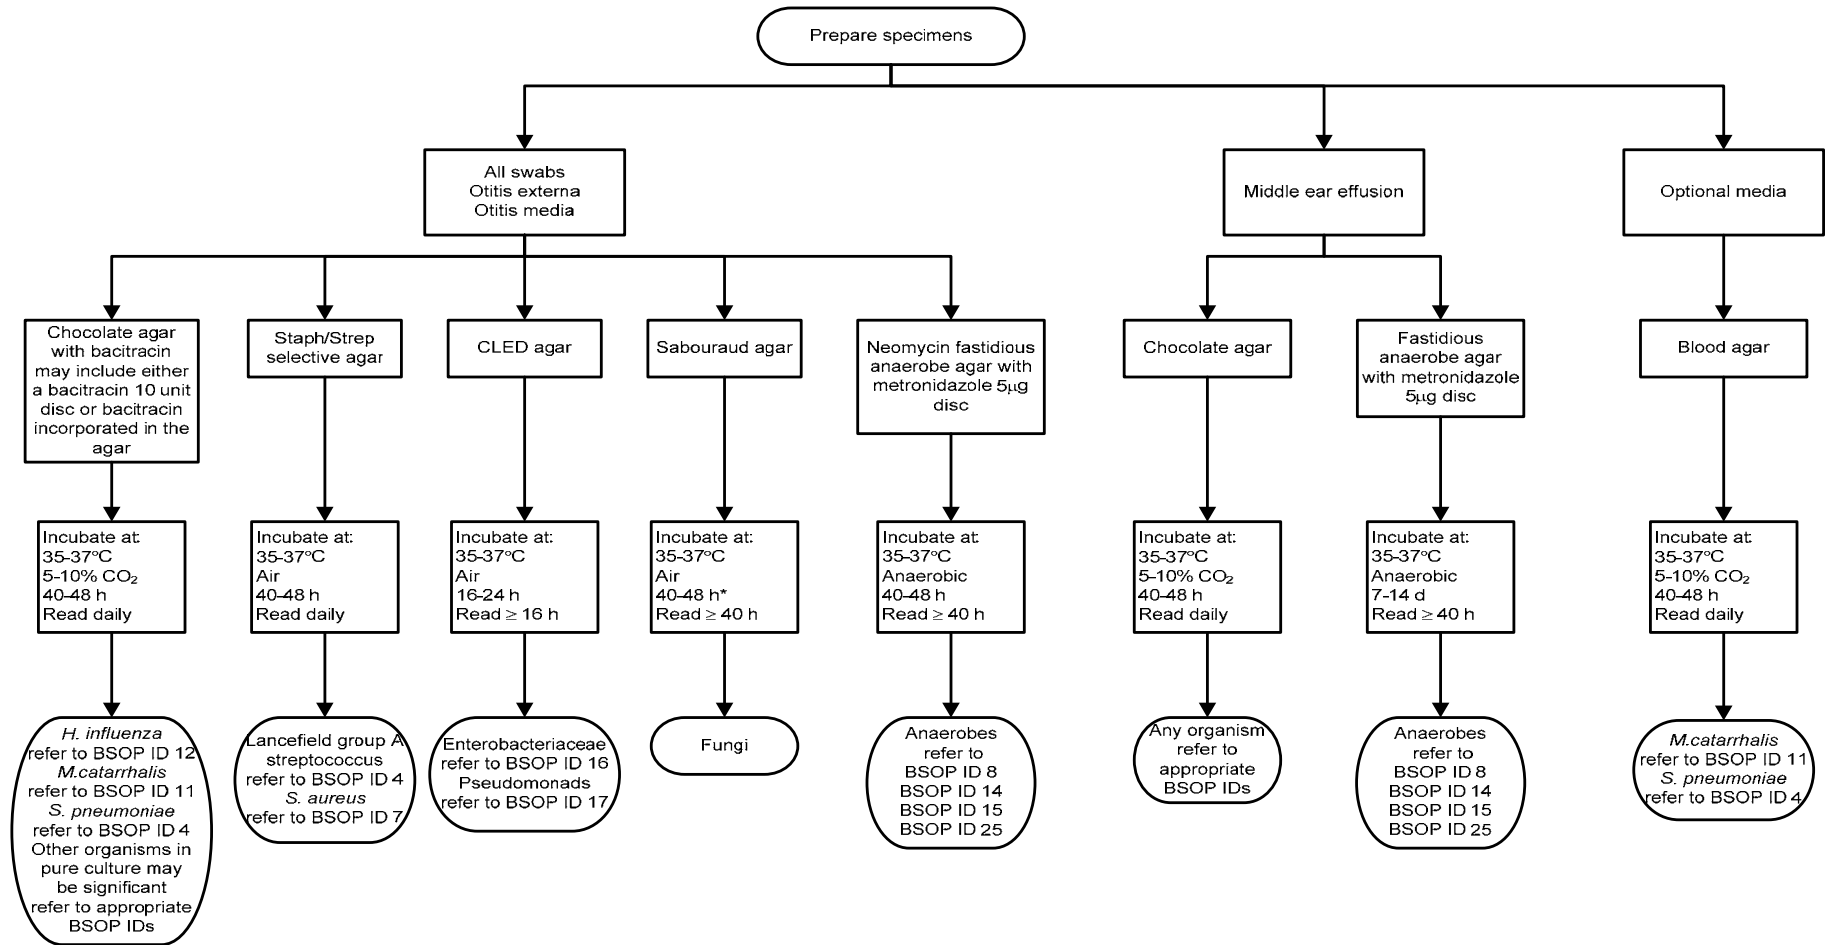 Prepare specimens
All swabs
Otitis externa
Otitis media
Middle ear effusion
Optional media
Chocolate agar
with bacitracin
may include either
a bacitracin 10 unit
disc or bacitracin
incorporated in the
agar
Staph/Strep
selective agar
CLED agar
Sabouraud agar
Neomycin fastidious
anaerobe agar with
metronidazole 5µg
disc
Chocolate agar
Fastidious
anaerobe agar
with metronidazole
5µg disc
Blood agar
Incubate at:
35-37°C
5-10% CO₂
40-48 h
Read daily
Incubate at:
35-37°C
Air
40-48 h
Read daily
Incubate at:
35-37°C
Air
16-24 h
Read ≥ 16 h
Incubate at:
35-37°C
Air
40-48 h*
Read ≥ 40 h
Incubate at:
35-37°C
Anaerobic
40-48 h
Read ≥ 40 h
Incubate at:
35-37°C
5-10% CO₂
40-48 h
Read daily
Incubate at:
35-37°C
Anaerobic
7-14 d
Read ≥ 40 h
Incubate at:
35-37°C
5-10% CO₂
40-48 h
Read daily
H. influenza
refer to BSOP ID 12
M.catarrhalis
refer to BSOP ID 11
S. pneumoniae
refer to BSOP ID 4
Other organisms in
pure culture may
be significant
refer to appropriate
BSOP IDs
Lancefield group A
streptococcus
refer to BSOP ID 4
S. aureus
refer to BSOP ID 7
Enterobacteriaceae
refer to BSOP ID 16
Pseudomonads
refer to BSOP ID 17
Fungi
Anaerobes
refer to
BSOP ID 8
BSOP ID 14
BSOP ID 15
BSOP ID 25
Any organism
refer to
appropriate
BSOP IDs
Anaerobes
refer to
BSOP ID 8
BSOP ID 14
BSOP ID 15
BSOP ID 25
M.catarrhalis
refer to BSOP ID 11
S. pneumoniae
refer to BSOP ID 4